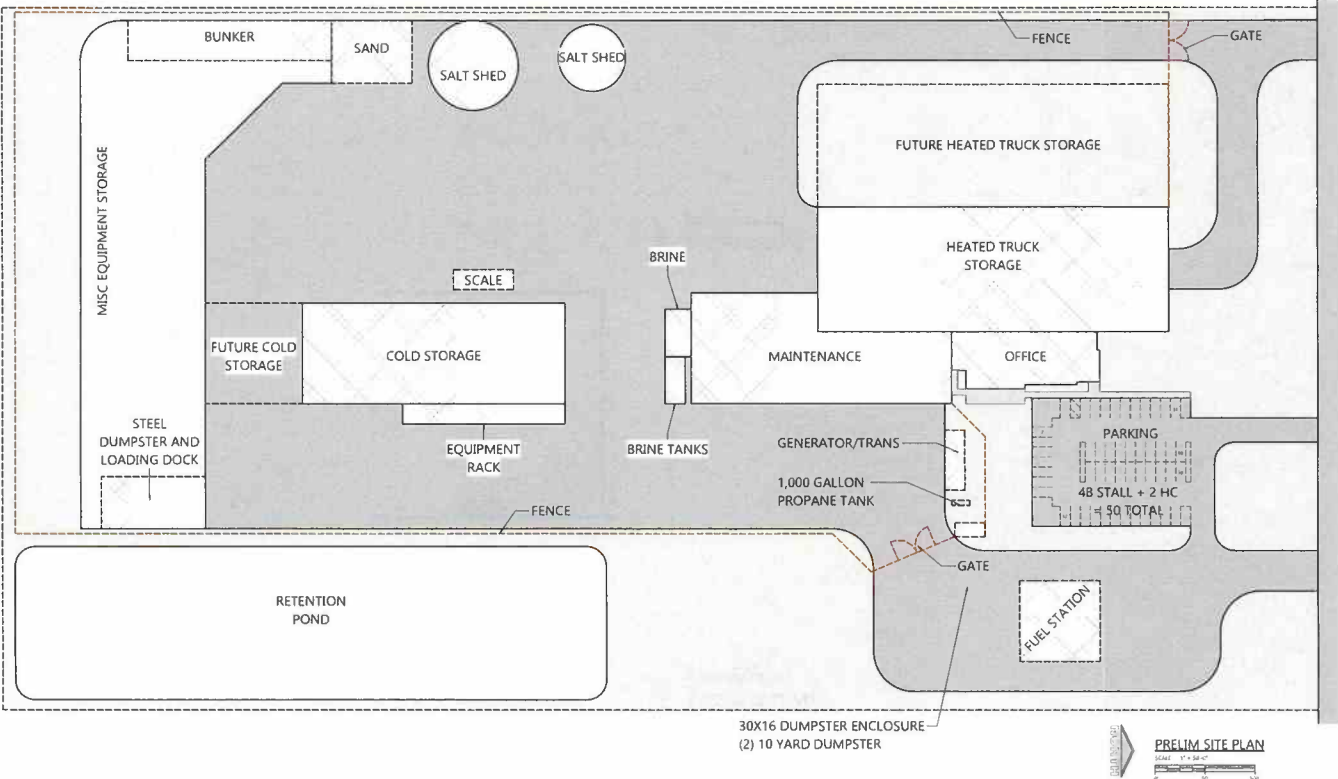 BUNKER
SAND
SALT SHED
SALT SHED
FENCE
GATE
MISC EQUIPMENT STORAGE
FUTURE HEATED TRUCK STORAGE
HEATED TRUCK
STORAGE
BRINE
SCALE
FUTURE COLD
STORAGE
COLD STORAGE
MAINTENANCE
OFFICE
STEEL
DUMPSTER AND
LOADING DOCK
EQUIPMENT
RACK
BRINE TANKS
GENERATOR/TRANS
1,000 GALLON
PROPANE TANK
PARKING
48 STALL + 2 HC
= 50 TOTAL
FENCE
GATE
RETENTION
POND
FUEL STATION
30X16 DUMPSTER ENCLOSURE
(2) 10 YARD DUMPSTER
PRELIM SITE PLAN